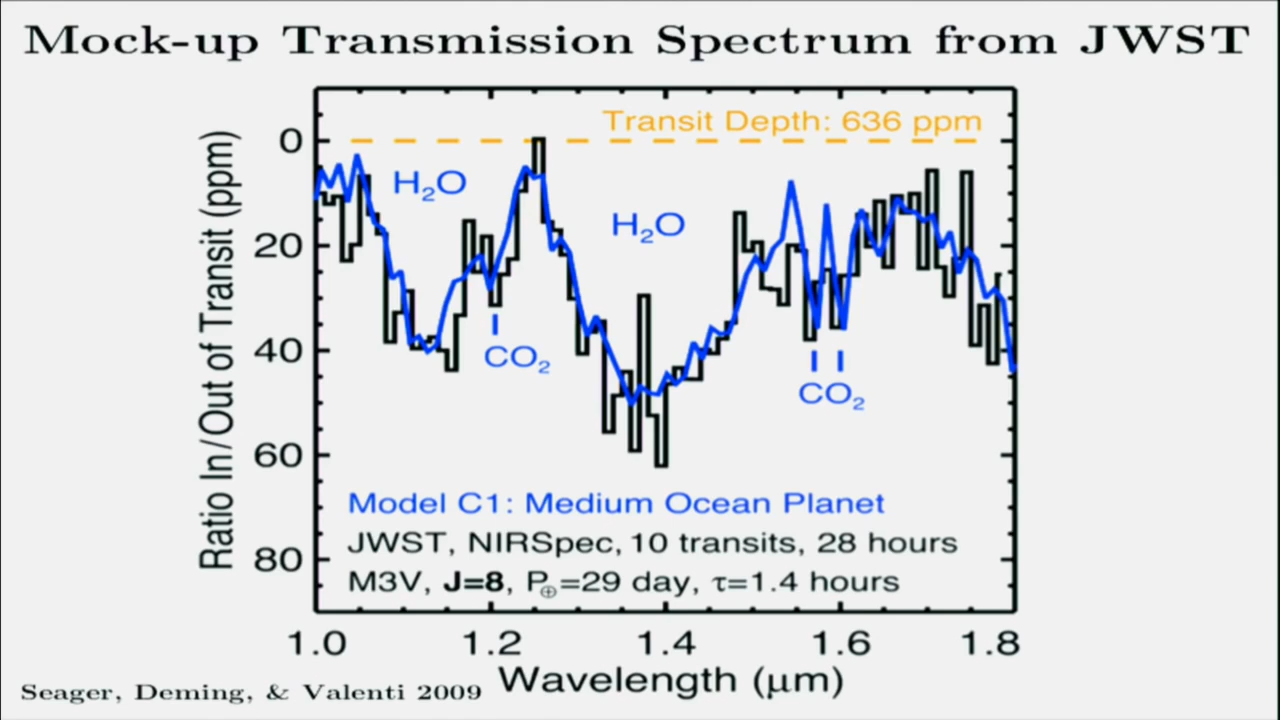 Mock-up Transmission Spectrum from JWST
Transit Depth: 636 ppm
Ratio In/Out of Transit (ppm)
0
20
40
60
80
H₂O
H₂O
CO₂
CO₂
Model C1: Medium Ocean Planet
JWST, NIRSpec, 10 transits, 28 hours
M3V, J=8, P⊕=29 day, τ=1.4 hours
1.0 1.2 1.4 1.6 1.8
Wavelength (μm)
Seager, Deming, & Valenti 2009